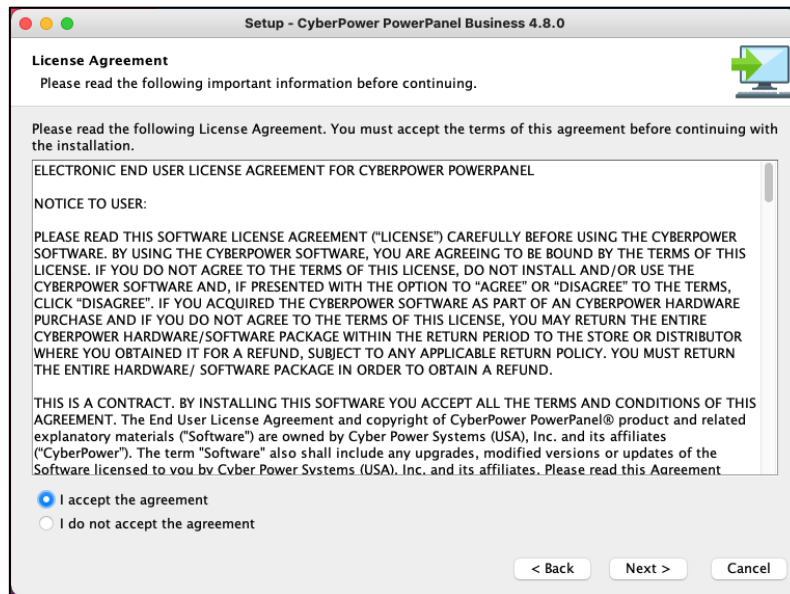 Setup - CyberPower PowerPanel Business 4.8.0
License Agreement
Please read the following important information before continuing.
Please read the following License Agreement. You must accept the terms of this agreement before continuing with
the installation.
ELECTRONIC END USER LICENSE AGREEMENT FOR CYBERPOWER POWERPANEL
NOTICE TO USER:
PLEASE READ THIS SOFTWARE LICENSE AGREEMENT (“LICENSE”) CAREFULLY BEFORE USING THE CYBERPOWER
SOFTWARE. BY USING THE CYBERPOWER SOFTWARE, YOU ARE AGREEING TO BE BOUND BY THE TERMS OF THIS
LICENSE. IF YOU DO NOT AGREE TO THE TERMS OF THIS LICENSE, DO NOT INSTALL AND/OR USE THE
CYBERPOWER SOFTWARE AND, IF PRESENTED WITH THE OPTION TO “AGREE” OR “DISAGREE” TO THE TERMS,
CLICK “DISAGREE”. IF YOU ACQUIRED THE CYBERPOWER SOFTWARE AS PART OF AN CYBERPOWER HARDWARE
PURCHASE AND IF YOU DO NOT AGREE TO THE TERMS OF THIS LICENSE, YOU MAY RETURN THE ENTIRE
CYBERPOWER HARDWARE/SOFTWARE PACKAGE WITHIN THE RETURN PERIOD TO THE STORE OR DISTRIBUTOR
WHERE YOU OBTAINED IT FOR A REFUND, SUBJECT TO ANY APPLICABLE RETURN POLICY. YOU MUST RETURN
THE ENTIRE HARDWARE/ SOFTWARE PACKAGE IN ORDER TO OBTAIN A REFUND.
THIS IS A CONTRACT. BY INSTALLING THIS SOFTWARE YOU ACCEPT ALL THE TERMS AND CONDITIONS OF THIS
AGREEMENT. The End User License Agreement and copyright of CyberPower PowerPanel® product and related
explanatory materials ("Software") are owned by Cyber Power Systems (USA), Inc. and its affiliates
(“CyberPower”). The term "Software" also shall include any upgrades, modified versions or updates of the
Software licensed to you by Cyber Power Systems (USA), Inc. and its affiliates. Please read this Agreement
I accept the agreement
I do not accept the agreement
< Back
Next >
Cancel